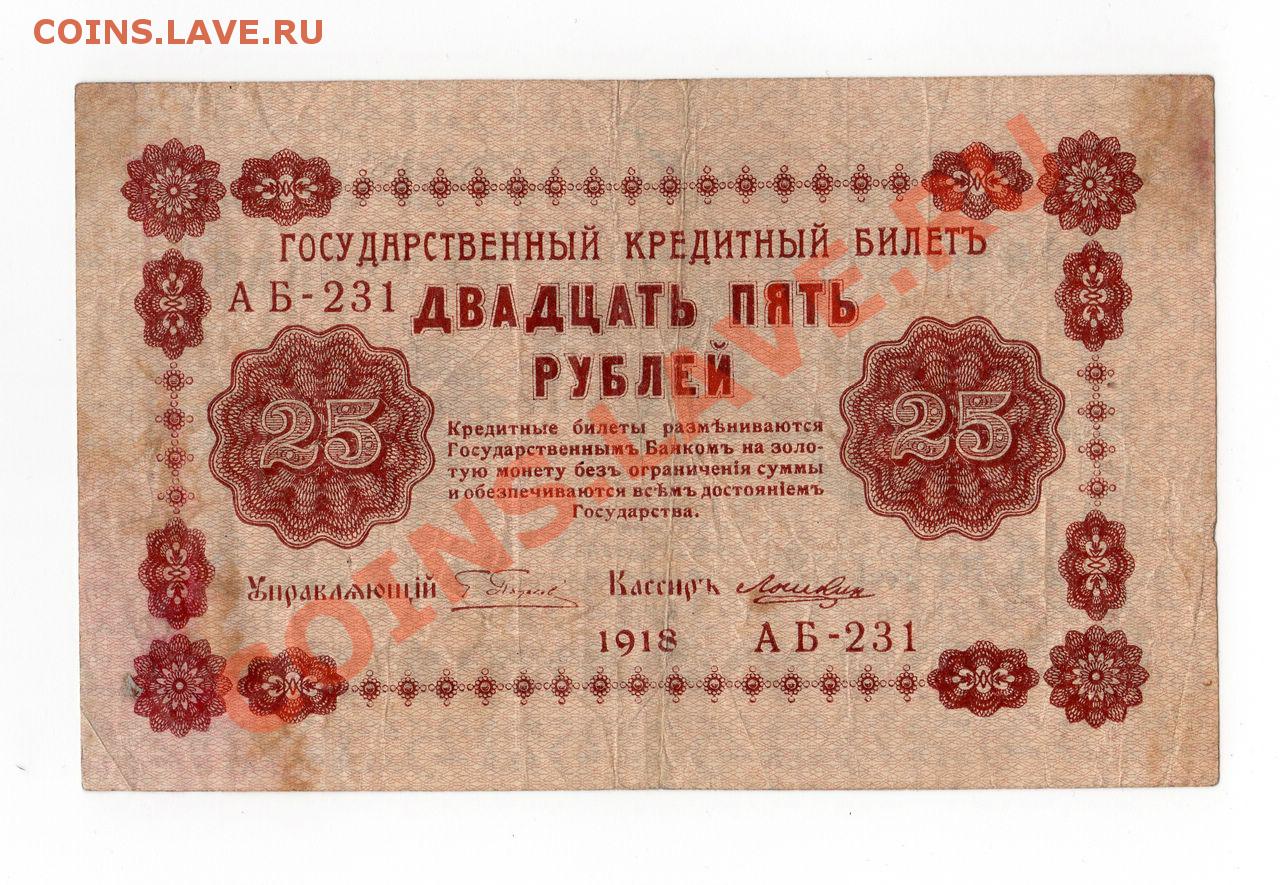 COINS.LAVE.RU
ГОСУДАРСТВЕННЫЙ КРЕДИТНЫЙ БИЛЕТЪ
АБ-231 ДВАДЦАТЬ ПЯТЬ
РУБЛЕЙ
25 25
Кредитные билеты размѣниваются
Государственнымъ Банкомъ на золо-
тую монету безъ ограниченія суммы
и обезпечиваются всѣмъ достояніемъ
Государства.
Управляющій Кассиръ
1918 АБ-231
COINS.LAVE.RU